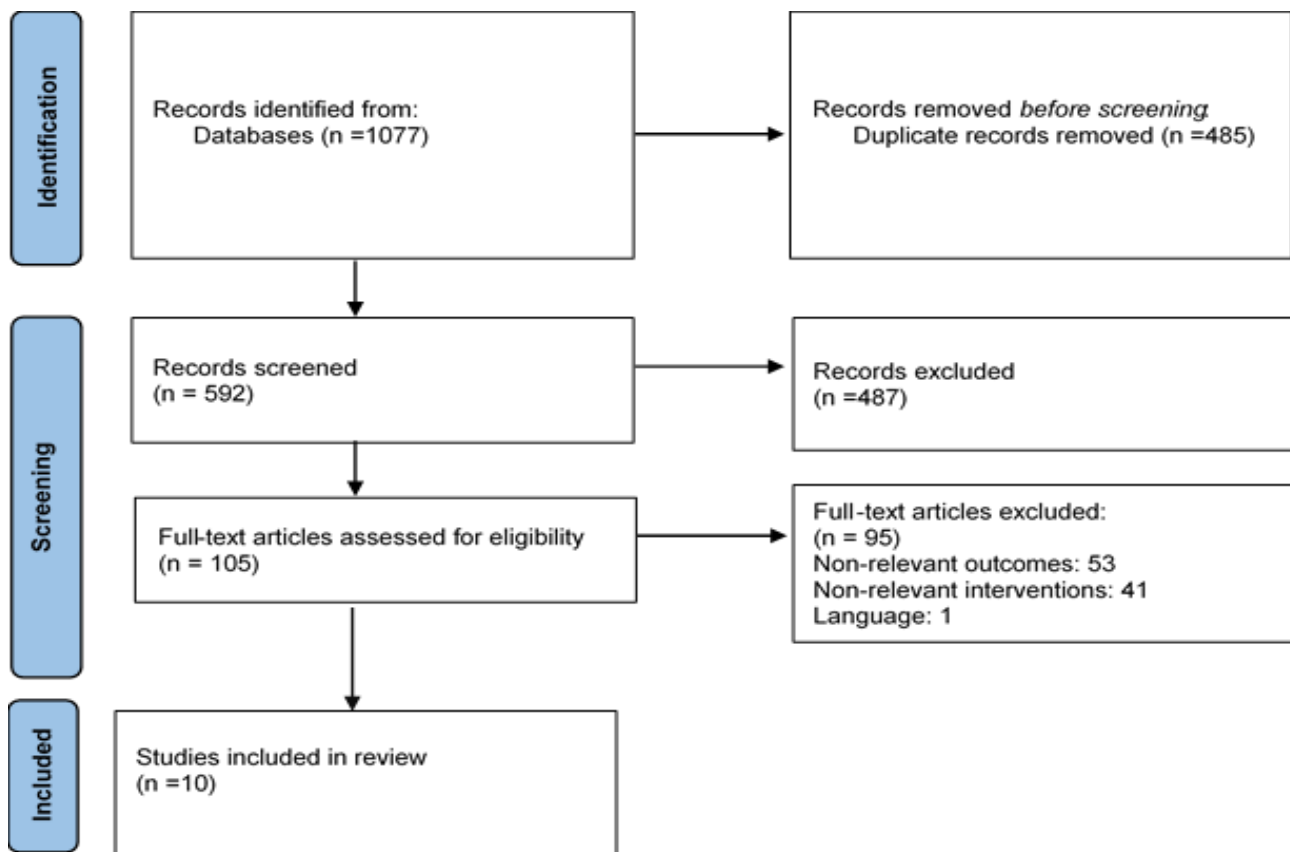 Identification
Records identified from:
Databases (n =1077)
Records removed before screening:
Duplicate records removed (n =485)
Screening
Records screened
(n = 592)
Records excluded
(n =487)
Full-text articles assessed for eligibility
(n = 105)
Full-text articles excluded:
(n = 95)
Non-relevant outcomes: 53
Non-relevant interventions: 41
Language: 1
Included
Studies included in review
(n =10)